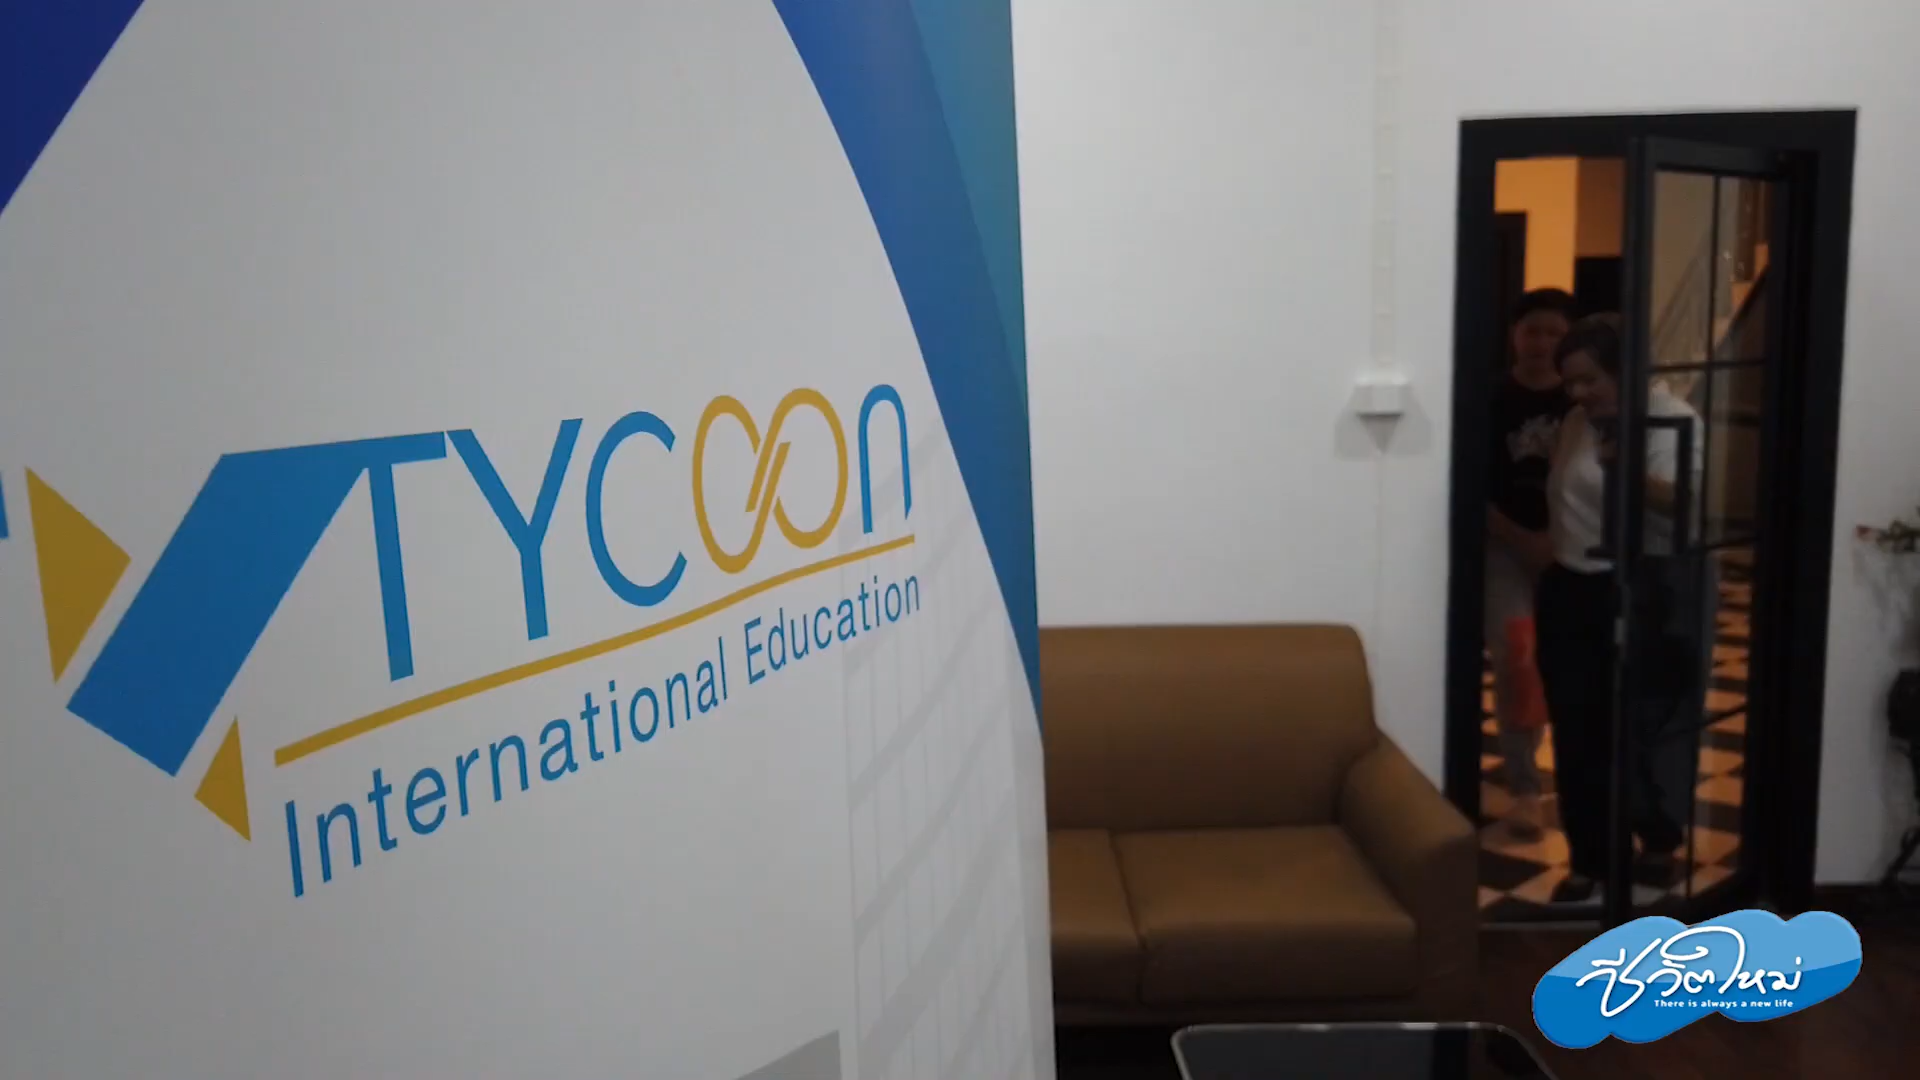 TYCOON
International Education
ชีวิตใหม่
There is always a new life